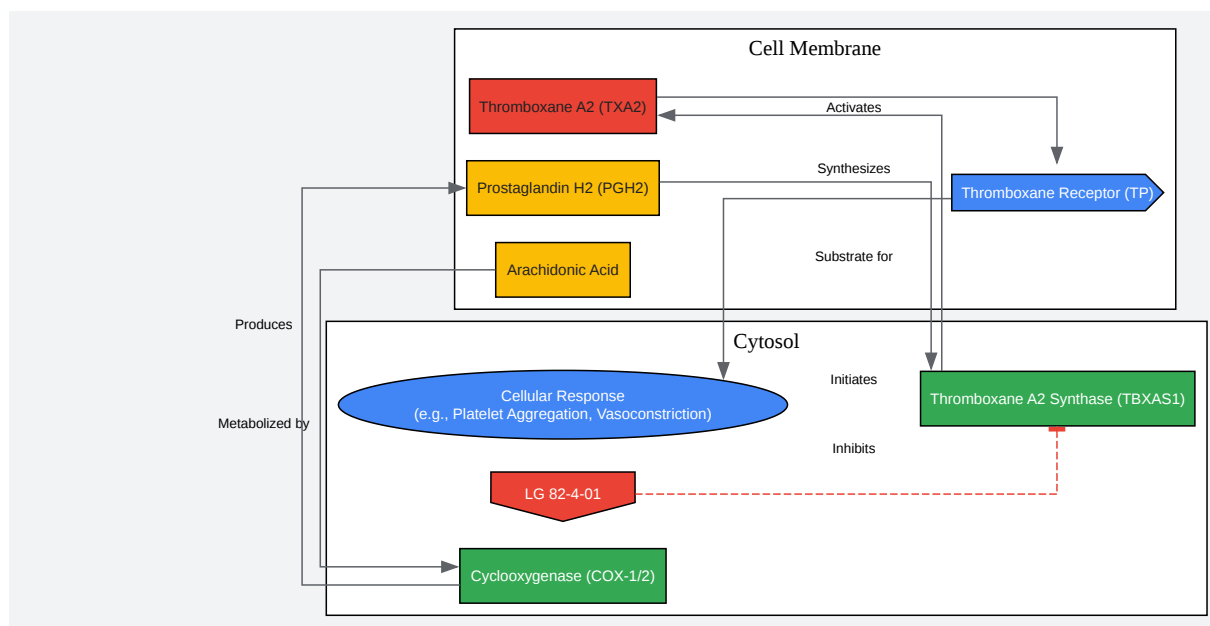 Cell Membrane
Thromboxane A2 (TXA2)
Activates
Prostaglandin H2 (PGH2)
Synthesizes
Thromboxane Receptor (TP)
Substrate for
Arachidonic Acid
Produces
Cytosol
Cellular Response
(e.g., Platelet Aggregation, Vasoconstriction)
Initiates
Thromboxane A2 Synthase (TBXAS1)
Metabolized by
Inhibits
LG 82-4-01
Cyclooxygenase (COX-1/2)